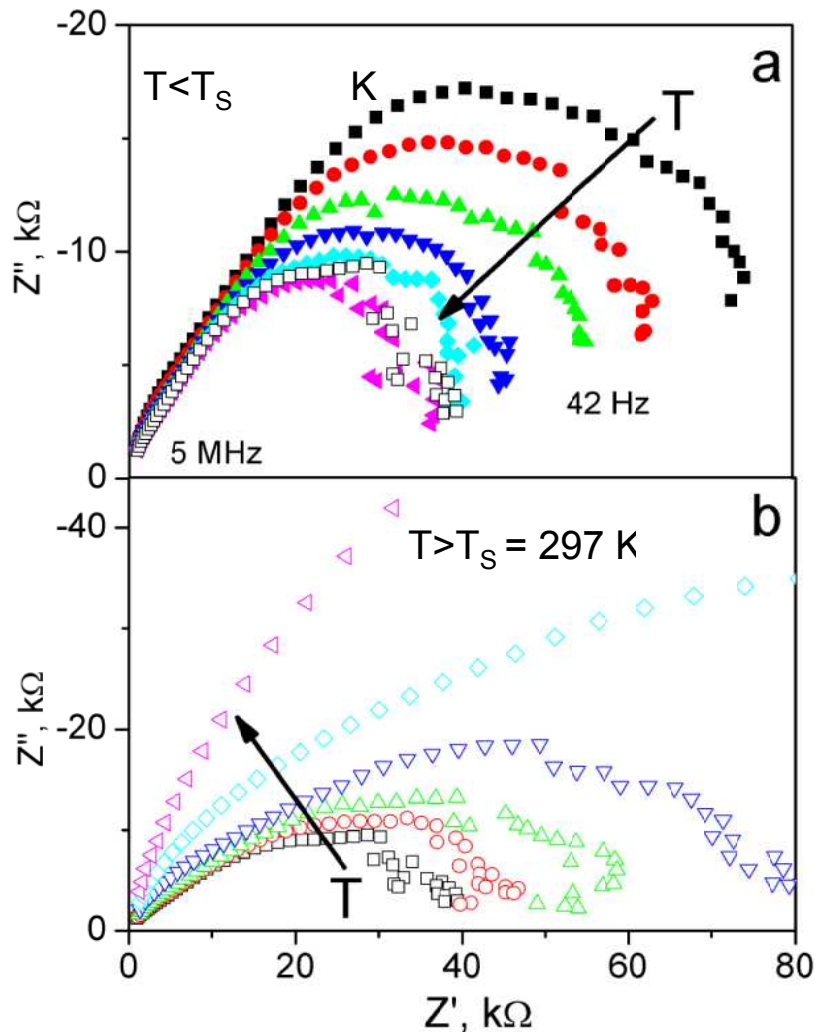 -20
a
T<T_S
K
T
-10
Z'', kΩ
42 Hz
5 MHz
0
b
-40
T>T_S = 297 K
-20
Z'', kΩ
T
0
0 20 40 60 80
Z', kΩ